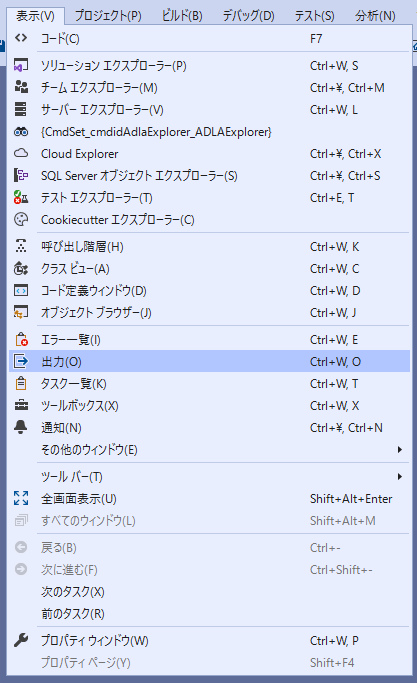 表示(V) プロジェクト(P) ビルド(B) デバッグ(D) テスト(S) 分析(N)
コード(C) F7
ソリューション エクスプローラー(P) Ctrl+W, S
チーム エクスプローラー(M) Ctrl+¥, Ctrl+M
サーバー エクスプローラー(V) Ctrl+W, L
{CmdSet_cmdidAdlaExplorer_ADLAExplorer}
Cloud Explorer Ctrl+¥, Ctrl+X
SQL Server オブジェクト エクスプローラー(S) Ctrl+¥, Ctrl+S
テスト エクスプローラー(T) Ctrl+E, T
Cookiecutter エクスプローラー(C)
呼び出し階層(H) Ctrl+W, K
クラス ビュー(A) Ctrl+W, C
コード定義ウィンドウ(D) Ctrl+W, D
オブジェクト ブラウザー(J) Ctrl+W, J
エラー一覧(I) Ctrl+W, E
出力(O) Ctrl+W, O
タスク一覧(K) Ctrl+W, T
ツールボックス(X) Ctrl+W, X
通知(N) Ctrl+¥, Ctrl+N
その他のウィンドウ(E)
ツール バー(T)
全画面表示(U) Shift+Alt+Enter
すべてのウィンドウ(L) Shift+Alt+M
戻る(B) Ctrl+-
次に進む(F) Ctrl+Shift+-
次のタスク(X)
前のタスク(R)
プロパティ ウィンドウ(W) Ctrl+W, P
プロパティ ページ(Y) Shift+F4